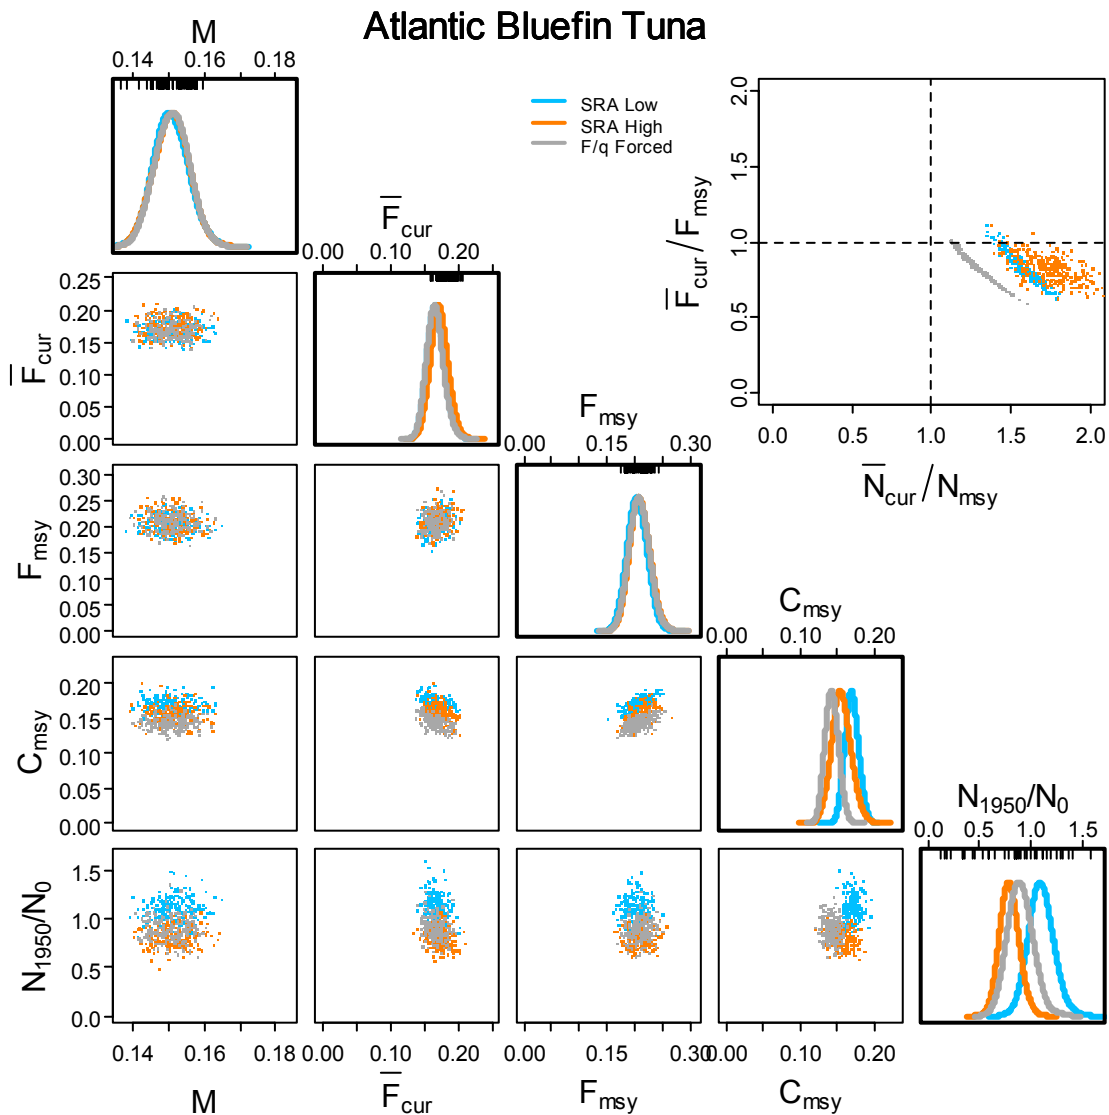 Atlantic Bluefin Tuna
M
0.14 0.16 0.18
SRA Low
SRA High
F/q Forced
F̅cur
0.00 0.10 0.20
F̅cur / Fmsy
2.0
1.5
1.0
0.5
0.0
0.0 0.5 1.0 1.5 2.0
N̅cur / Nmsy
F̅cur
0.25
0.20
0.15
0.10
0.05
0.00
Fmsy
0.00 0.15 0.30
Fmsy
0.30
0.25
0.20
0.15
0.10
0.05
0.00
Cmsy
0.00 0.10 0.20
Cmsy
0.20
0.15
0.10
0.05
0.00
N1950/N0
0.0 0.5 1.0 1.5
N1950/N0
1.5
1.0
0.5
0.0
0.14 0.16 0.18 0.00 0.10 0.20 0.00 0.15 0.30 0.00 0.10 0.20
M F̅cur Fmsy Cmsy